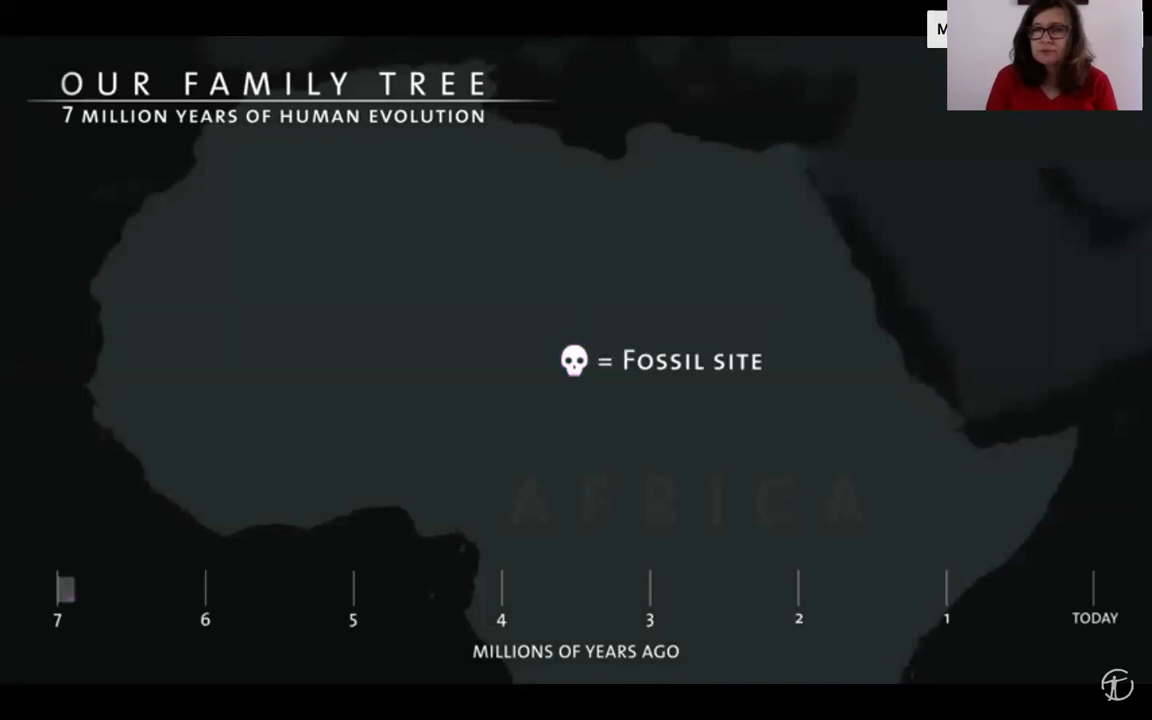 M
OUR FAMILY TREE
7 MILLION YEARS OF HUMAN EVOLUTION
= FOSSIL SITE
AFRICA
7 6 5 4 3 2 1 TODAY
MILLIONS OF YEARS AGO